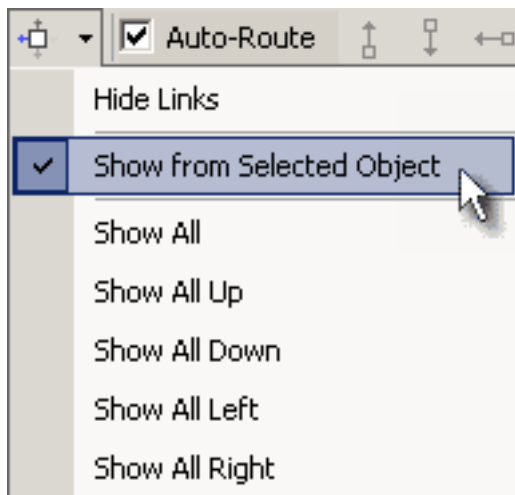 Auto-Route
Hide Links
Show from Selected Object
Show All
Show All Up
Show All Down
Show All Left
Show All Right